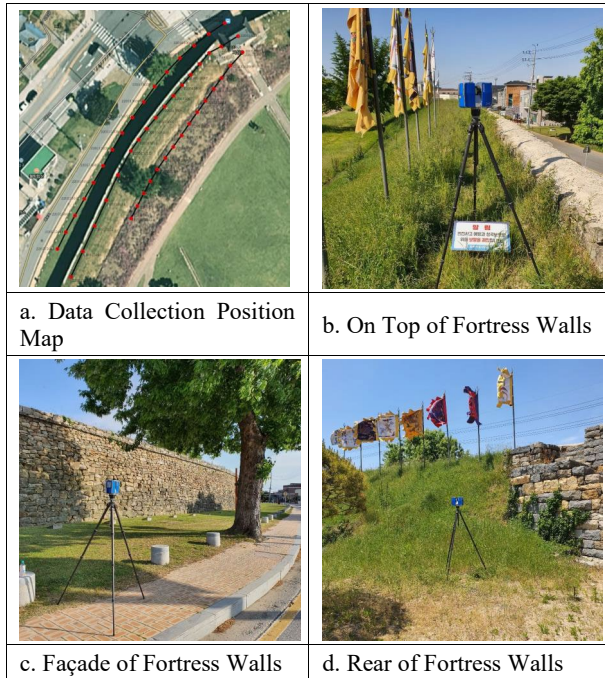 a. Data Collection Position
Map
b. On Top of Fortress Walls
c. Façade of Fortress Walls
d. Rear of Fortress Walls